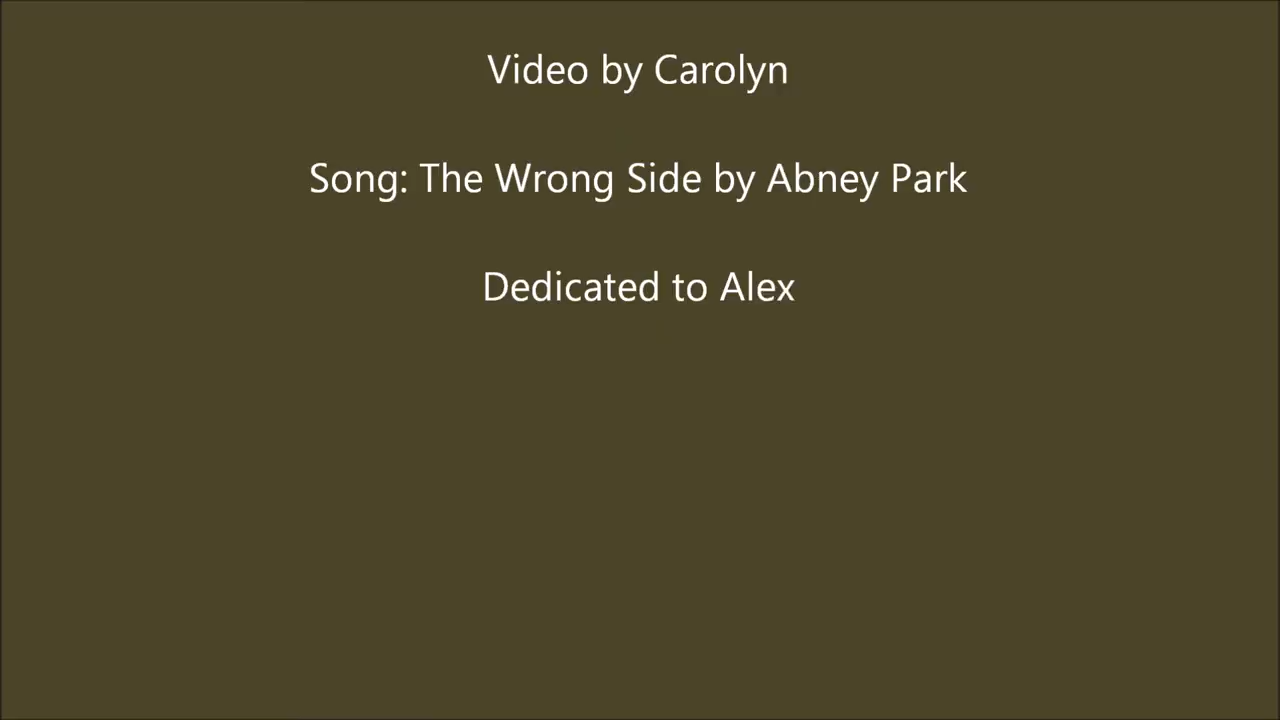 Video by Carolyn
Song: The Wrong Side by Abney Park
Dedicated to Alex